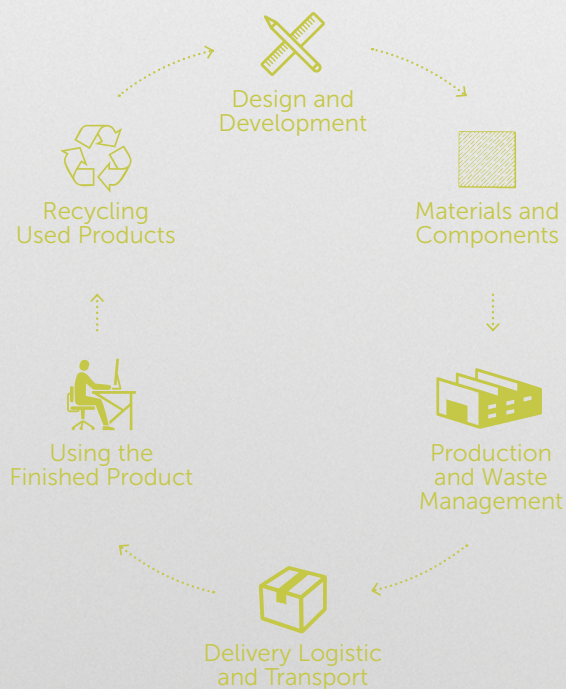 Design and
Development
Materials and
Components
Production
and Waste
Management
Delivery Logistic
and Transport
Using the
Finished Product
Recycling
Used Products